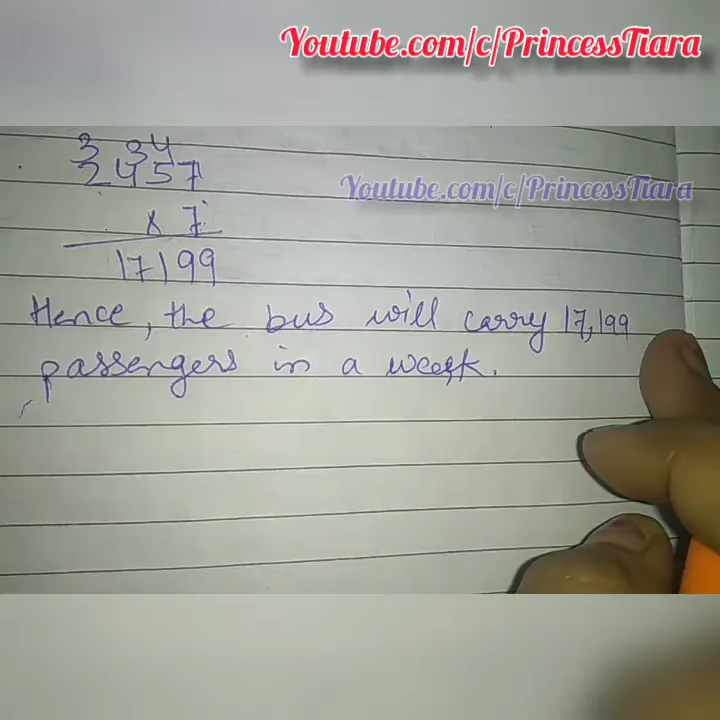 Youtube.com/c/PrincessTiara
3 34
2457
Youtube.com/c/PrincessTiara
x 7
17199
Hence, the bus will carry 17,199
passengers in a week.